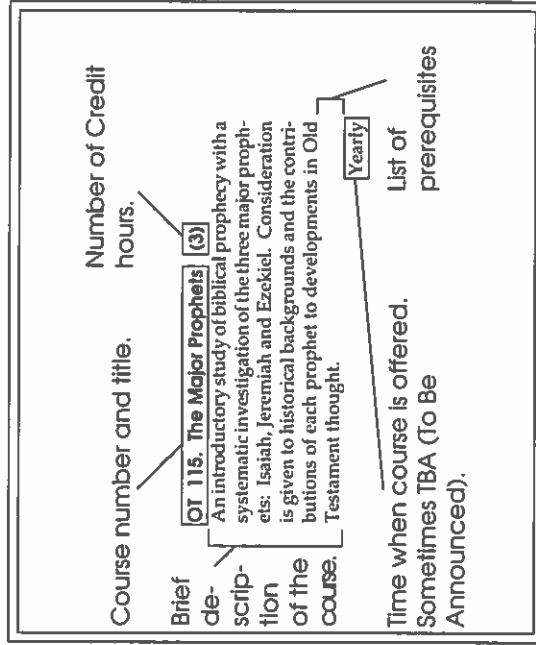 Course number and title.
Number of Credit
hours.
OT 115. The Major Prophets (3)
Brief
de-
scrip-
tion
of the
course.
An introductory study of biblical prophecy with a
systematic investigation of the three major proph-
ets: Isaiah, Jeremiah and Ezekiel. Consideration
is given to historical backgrounds and the contri-
butions of each prophet to developments in Old
Testament thought.
Yearly
Time when course is offered.
Sometimes TBA (To Be
Announced).
List of
prerequisites